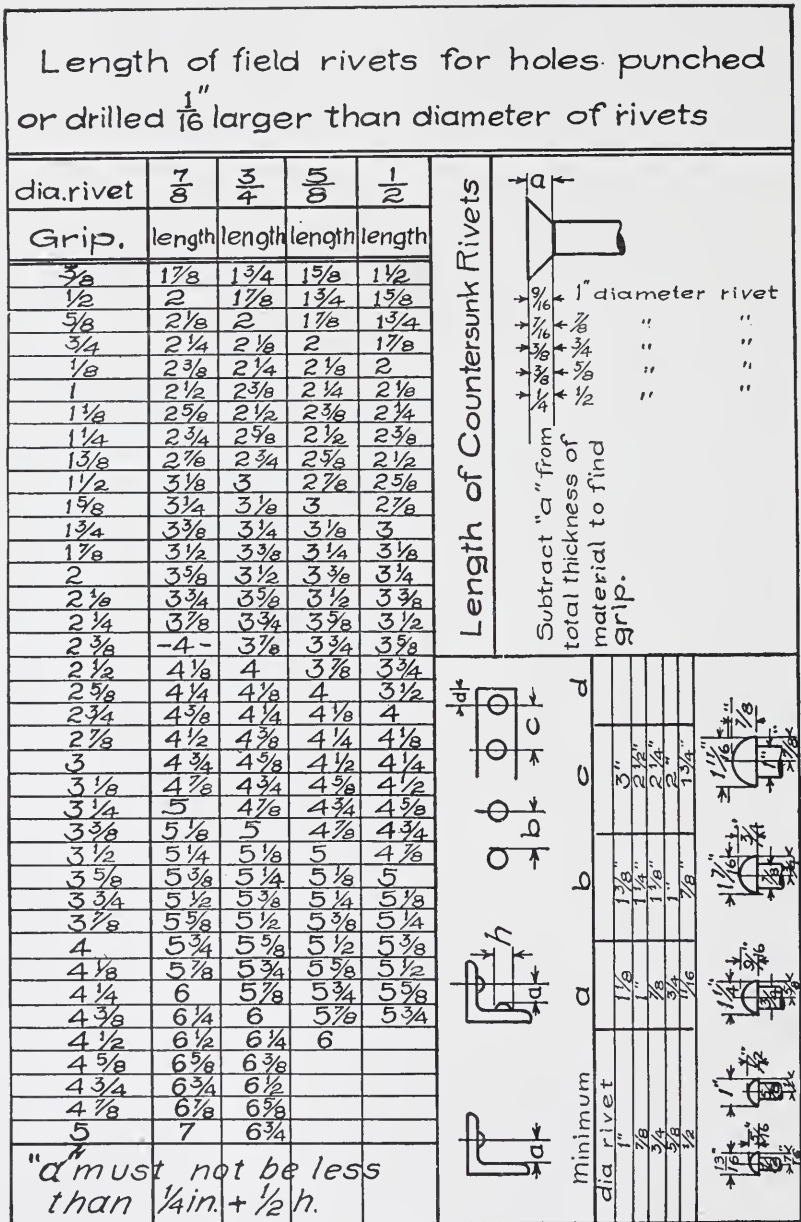 Length of field rivets for holes punched
or drilled 1/16" larger than diameter of rivets
dia.rivet 7/8 3/4 5/8 1/2
Grip. length length length length
3/8 1 7/8 1 3/4 1 5/8 1 1/2
1/2 2 1 7/8 1 3/4 1 5/8
5/8 2 1/8 2 1 7/8 1 3/4
3/4 2 1/4 2 1/8 2 1 7/8
1/8 2 3/8 2 1/4 2 1/8 2
1 2 1/2 2 3/8 2 1/4 2 1/8
1 1/8 2 5/8 2 1/2 2 3/8 2 1/4
1 1/4 2 3/4 2 5/8 2 1/2 2 3/8
1 3/8 2 7/8 2 3/4 2 5/8 2 1/2
1 1/2 3 1/8 3 2 7/8 2 5/8
1 5/8 3 1/4 3 1/8 3 2 7/8
1 3/4 3 3/8 3 1/4 3 1/8 3
1 7/8 3 1/2 3 3/8 3 1/4 3 1/8
2 3 5/8 3 1/2 3 3/8 3 1/4
2 1/8 3 3/4 3 5/8 3 1/2 3 3/8
2 1/4 3 7/8 3 3/4 3 5/8 3 1/2
2 3/8 -4- 3 7/8 3 3/4 3 5/8
2 1/2 4 1/8 4 3 7/8 3 3/4
2 5/8 4 1/4 4 1/8 4 3 1/2
2 3/4 4 3/8 4 1/4 4 1/8 4
2 7/8 4 1/2 4 3/8 4 1/4 4 1/8
3 4 3/4 4 5/8 4 1/2 4 1/4
3 1/8 4 7/8 4 3/4 4 5/8 4 1/2
3 1/4 5 4 7/8 4 3/4 4 5/8
3 3/8 5 1/8 5 4 7/8 4 3/4
3 1/2 5 1/4 5 1/8 5 4 7/8
3 5/8 5 3/8 5 1/4 5 1/8 5
3 3/4 5 1/2 5 3/8 5 1/4 5 1/8
3 7/8 5 5/8 5 1/2 5 3/8 5 1/4
4 5 3/4 5 5/8 5 1/2 5 3/8
4 1/8 5 7/8 5 3/4 5 5/8 5 1/2
4 1/4 6 5 7/8 5 3/4 5 5/8
4 3/8 6 1/4 6 5 7/8 5 3/4
4 1/2 6 1/2 6 1/4 6
4 5/8 6 5/8 6 3/8
4 3/4 6 3/4 6 1/2
4 7/8 6 7/8 6 5/8
5 7 6 3/4
"a" must not be less
than 1/4 in. + 1/2 h.
Length of Countersunk Rivets
a
9/16 1" diameter rivet
7/16 7/8 " "
3/8 3/4 " "
3/8 5/8 " "
1/4 1/2 " "
Subtract "a" from
total thickness of
material to find
grip.
a a h b c d
minimum a b c d
dia rivet
1" 1 1/8 1 3/8" 3"
7/8 1" 1 1/4" 2 1/2"
3/4 7/8 1 1/8" 2 1/4"
5/8 3/4 1" 2"
1/2 11/16 7/8" 1 3/4"
13/16" 5/16
1" 1/2"
1 1/4" 9/16" 5/8
1 7/16" 3/4" 7/8
1 11/16" 7/8" 1" 7/8